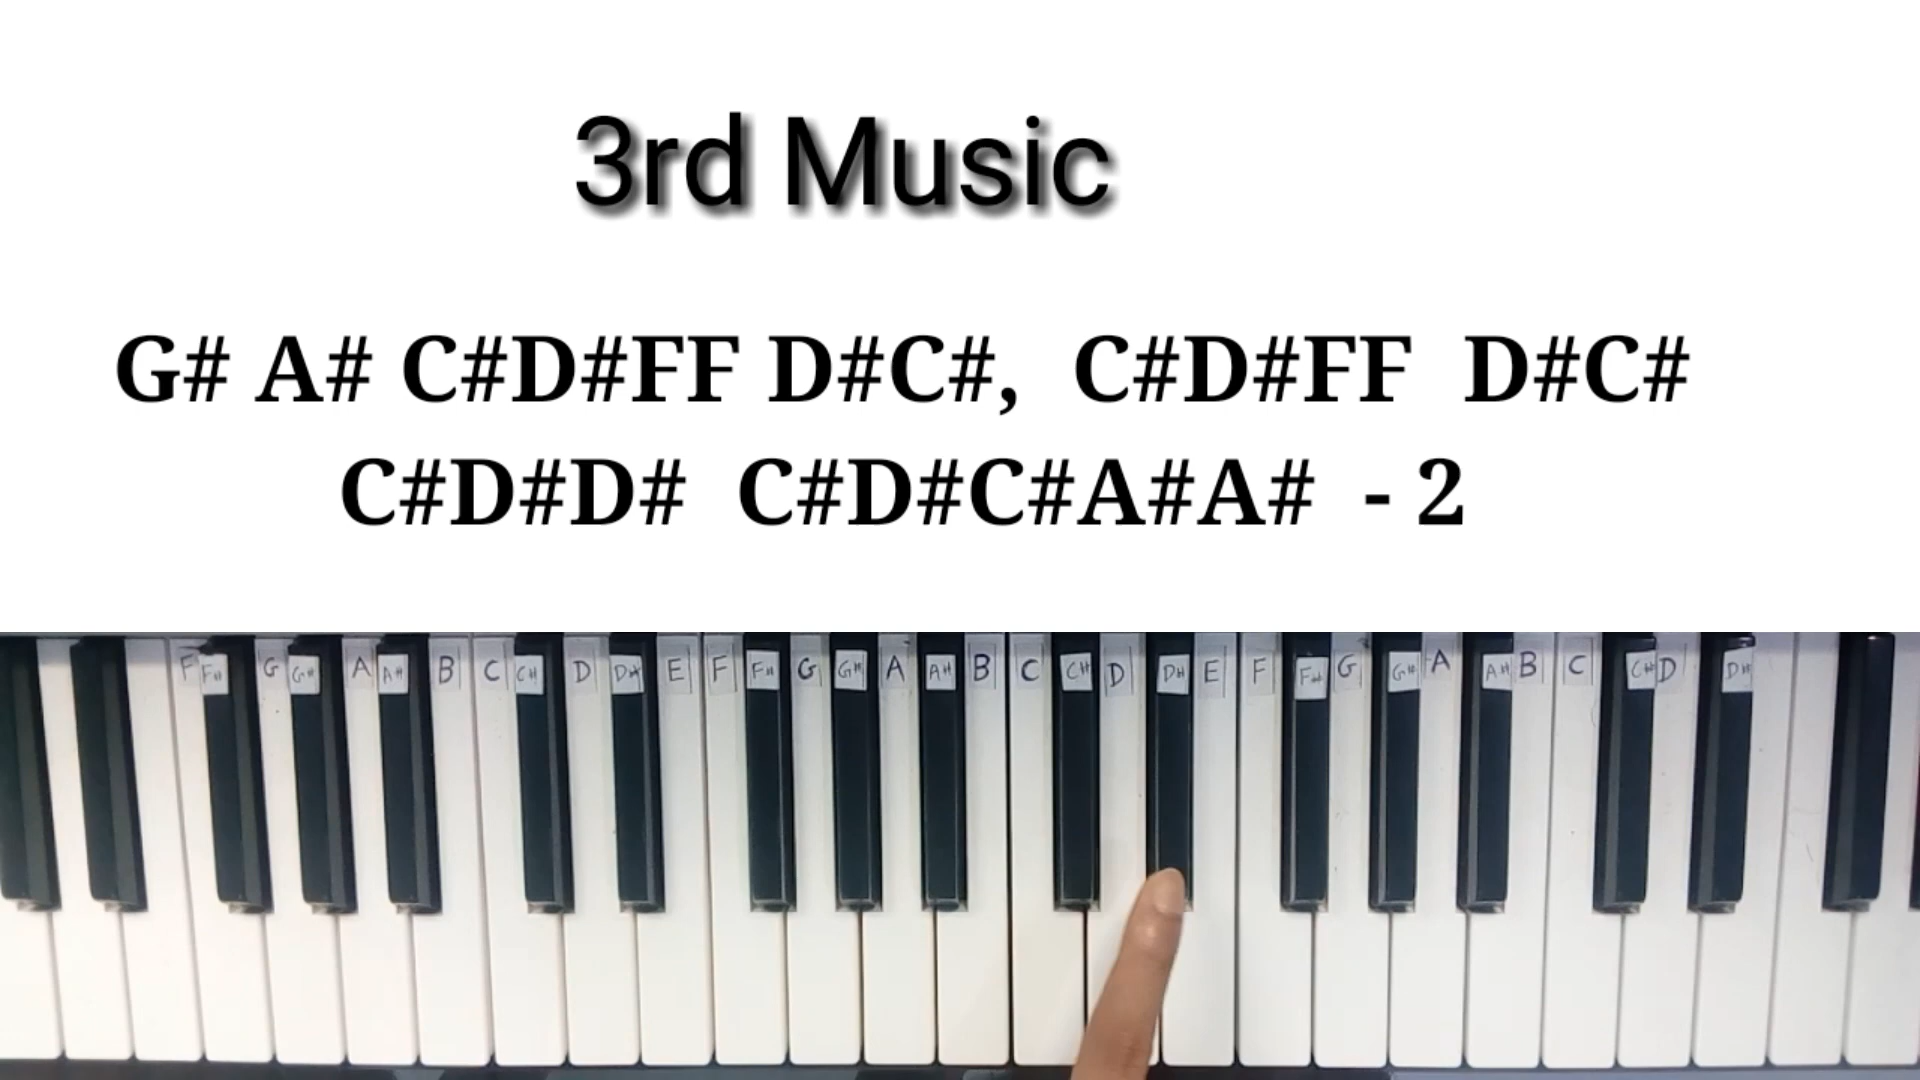 3rd Music
G# A# C#D#FF D#C#, C#D#FF D#C#
C#D#D# C#D#C#A#A# - 2
F F# G G# A A# B C C# D D# E F F# G G# A A# B C C# D D# E F F# G G# A A# B C C# D D#